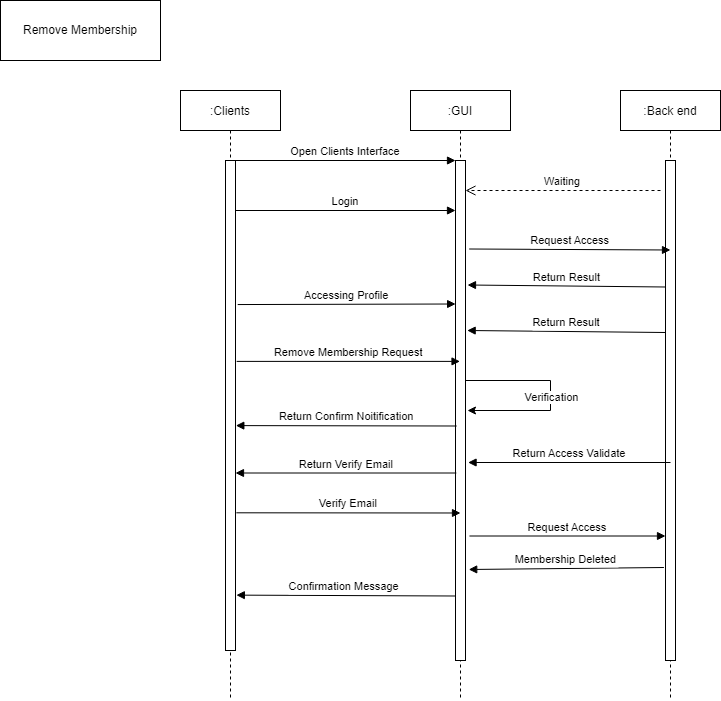 Remove Membership
:Clients
:GUI
:Back end
Open Clients Interface
Waiting
Login
Request Access
Return Result
Accessing Profile
Return Result
Remove Membership Request
Verification
Return Confirm Noitification
Return Access Validate
Return Verify Email
Verify Email
Request Access
Membership Deleted
Confirmation Message